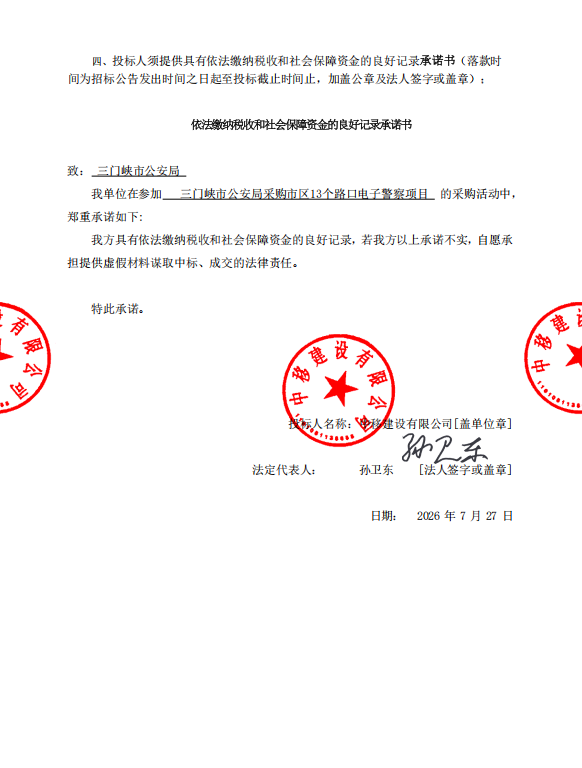 四、投标人须提供具有依法缴纳税收和社会保障资金的良好记录承诺书（落款时
间为招标公告发出时间之日起至投标截止时间止，加盖公章及法人签字或盖章）；
依法缴纳税收和社会保障资金的良好记录承诺书
致： 三门峡市公安局
我单位在参加 三门峡市公安局采购市区13个路口电子警察项目 的采购活动中，
郑重承诺如下:
我方具有依法缴纳税收和社会保障资金的良好记录，若我方以上承诺不实，自愿承
担提供虚假材料谋取中标、成交的法律责任。
特此承诺。
建设有限公司
中移建设有限公司
中移建设
投标人名称：中移建设有限公司[盖单位章]
孙卫东
法定代表人： 孙卫东 [法人签字或盖章]
日期： 2026 年 7 月 27 日